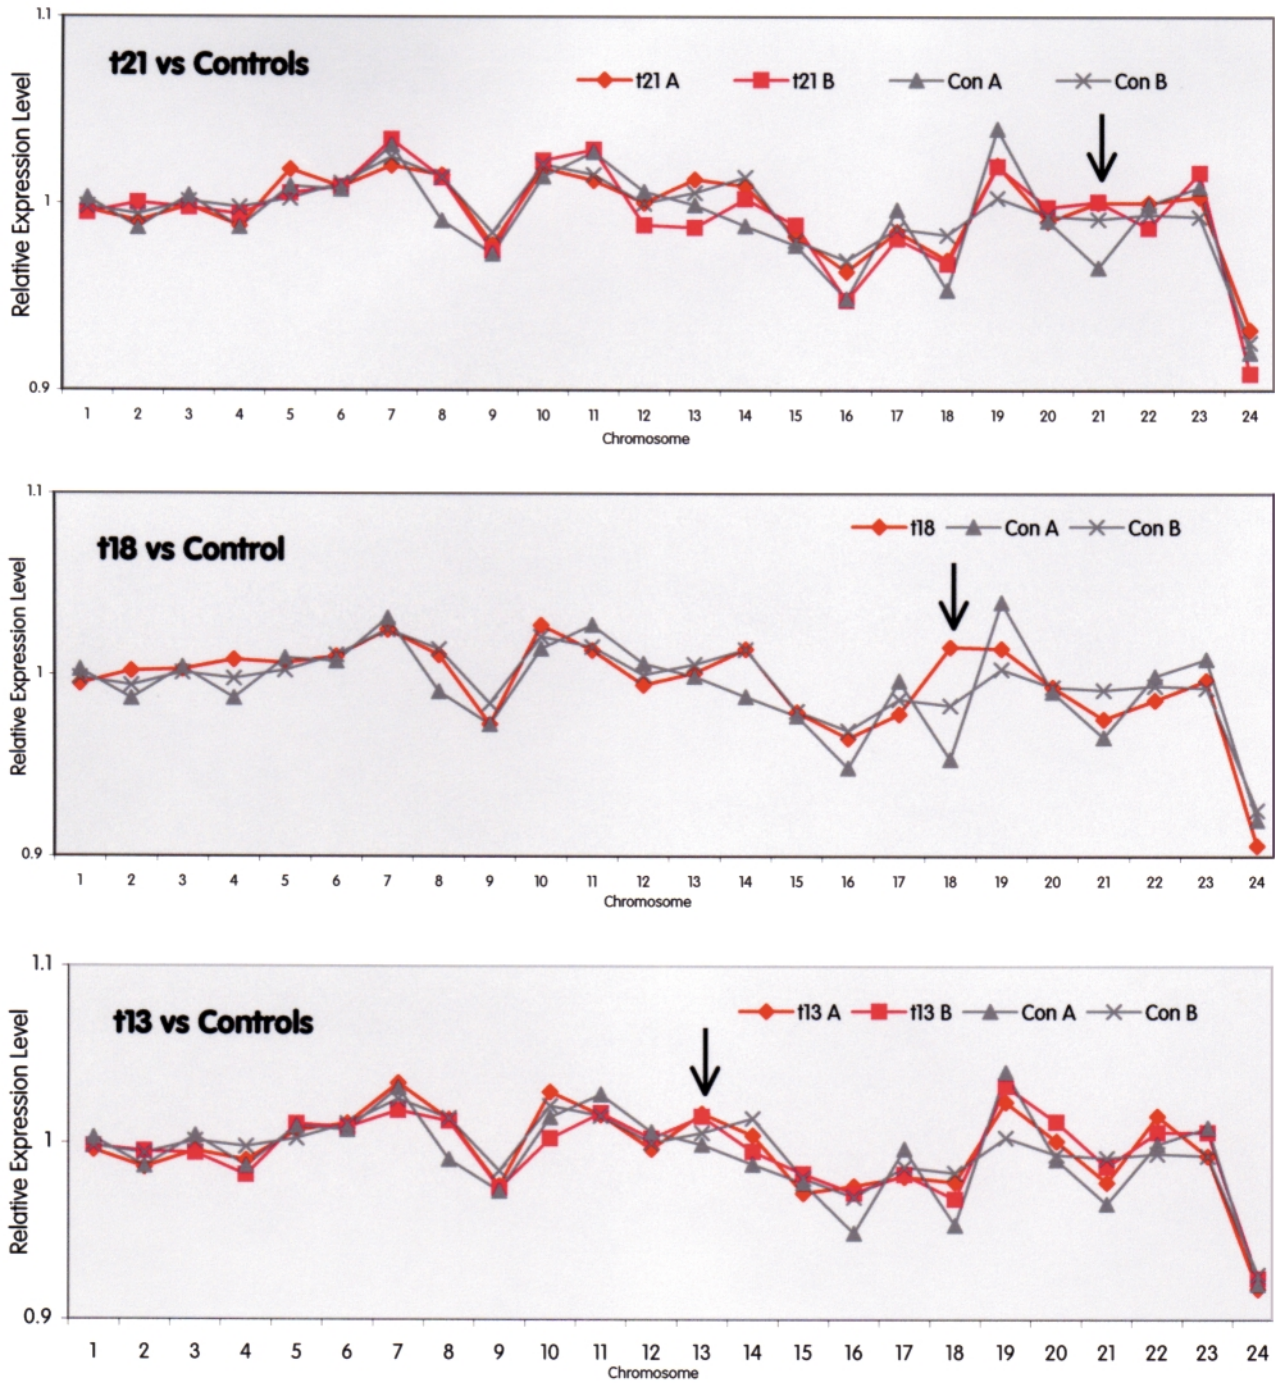 1.1
t21 vs Controls
t21 A t21 B Con A Con B
Relative Expression Level
1
0.9
1 2 3 4 5 6 7 8 9 10 11 12 13 14 15 16 17 18 19 20 21 22 23 24
Chromosome
1.1
t18 vs Control
t18 Con A Con B
Relative Expression Level
1
0.9
1 2 3 4 5 6 7 8 9 10 11 12 13 14 15 16 17 18 19 20 21 22 23 24
Chromosome
1.1
t13 vs Controls
t13 A t13 B Con A Con B
Relative Expression Level
1
0.9
1 2 3 4 5 6 7 8 9 10 11 12 13 14 15 16 17 18 19 20 21 22 23 24
Chromosome